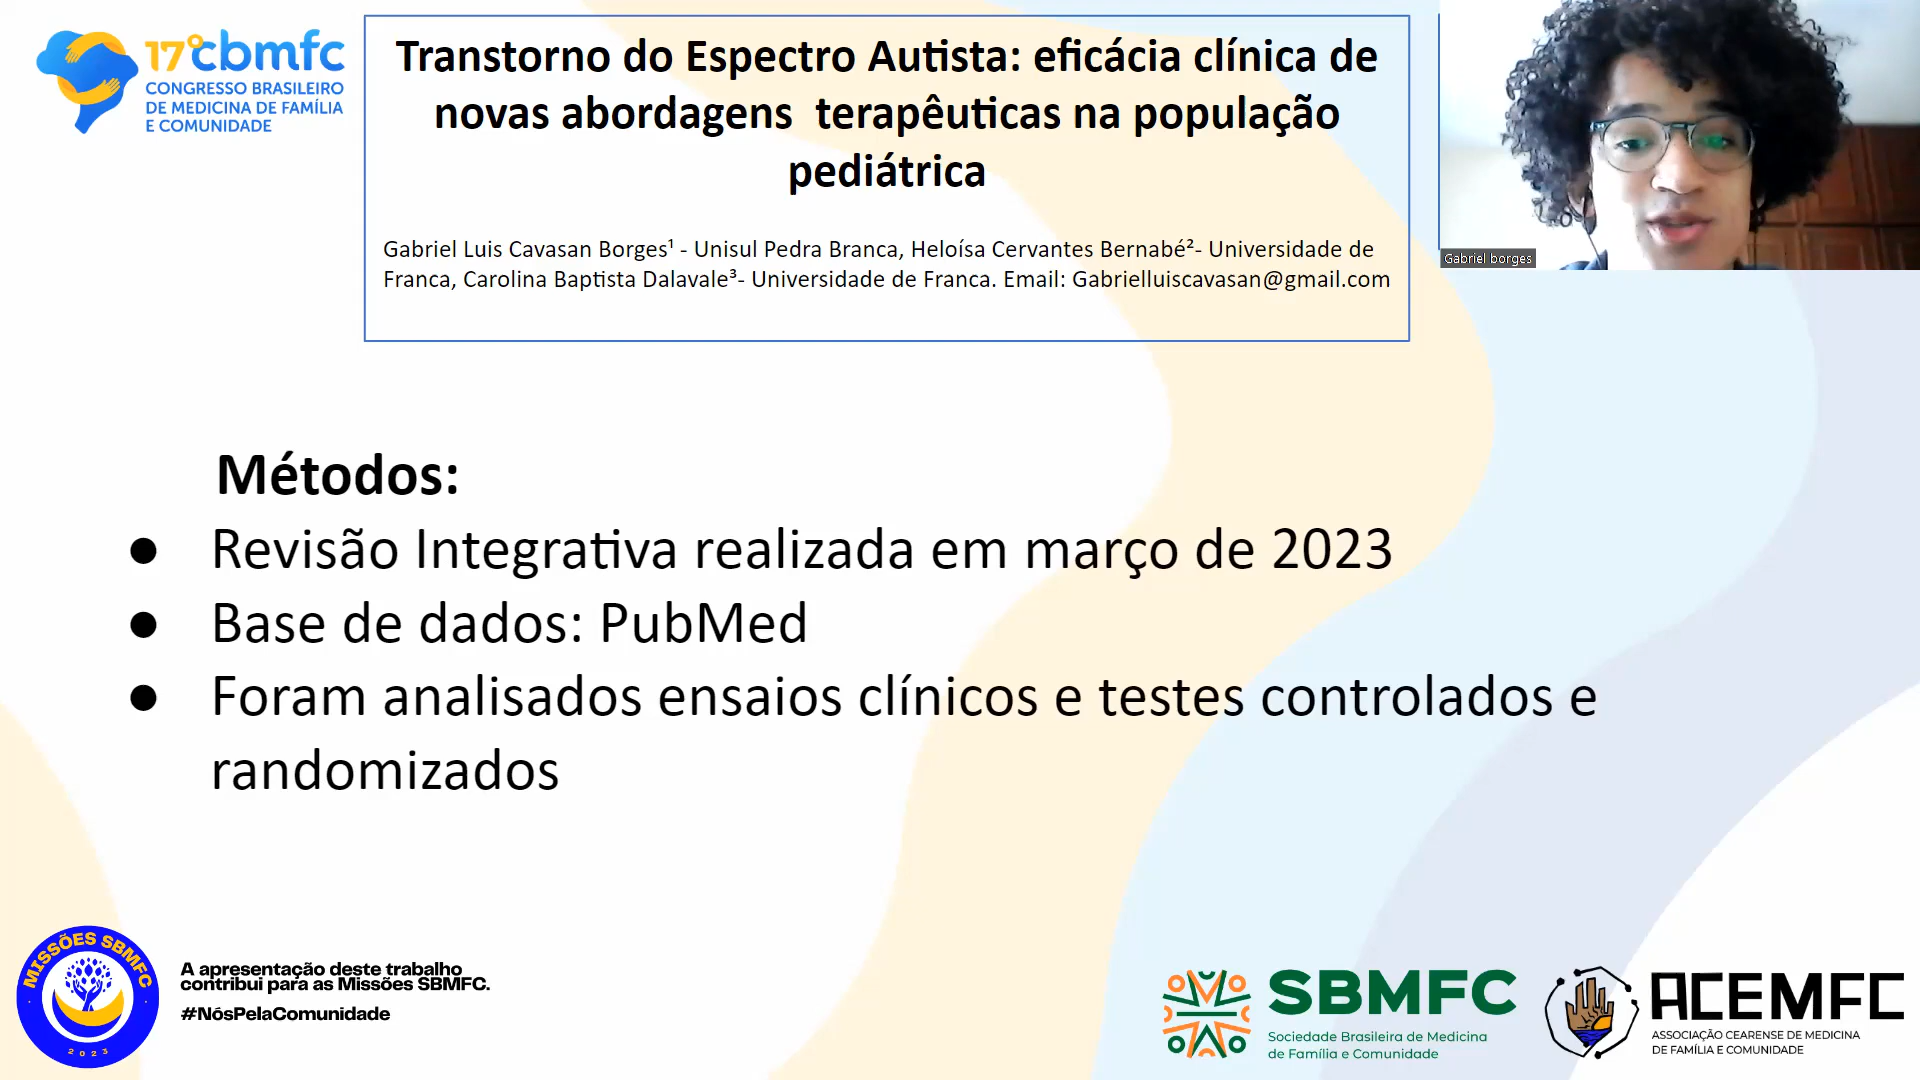 17º cbmfc
CONGRESSO BRASILEIRO
DE MEDICINA DE FAMÍLIA
E COMUNIDADE
Transtorno do Espectro Autista: eficácia clínica de
novas abordagens  terapêuticas na população
pediátrica
Gabriel Luis Cavasan Borges¹ - Unisul Pedra Branca, Heloísa Cervantes Bernabé²- Universidade de
Franca, Carolina Baptista Dalavale³- Universidade de Franca. Email: Gabrielluiscavasan@gmail.com
Gabriel borges
Métodos:
● Revisão Integrativa realizada em março de 2023
● Base de dados: PubMed
● Foram analisados ensaios clínicos e testes controlados e
randomizados
MISSÕES SBMFC
2023
A apresentação deste trabalho
contribui para as Missões SBMFC.
#NósPelaComunidade
SBMFC
Sociedade Brasileira de Medicina
de Família e Comunidade
ACEMFC
ASSOCIAÇÃO CEARENSE DE MEDICINA
DE FAMÍLIA E COMUNIDADE